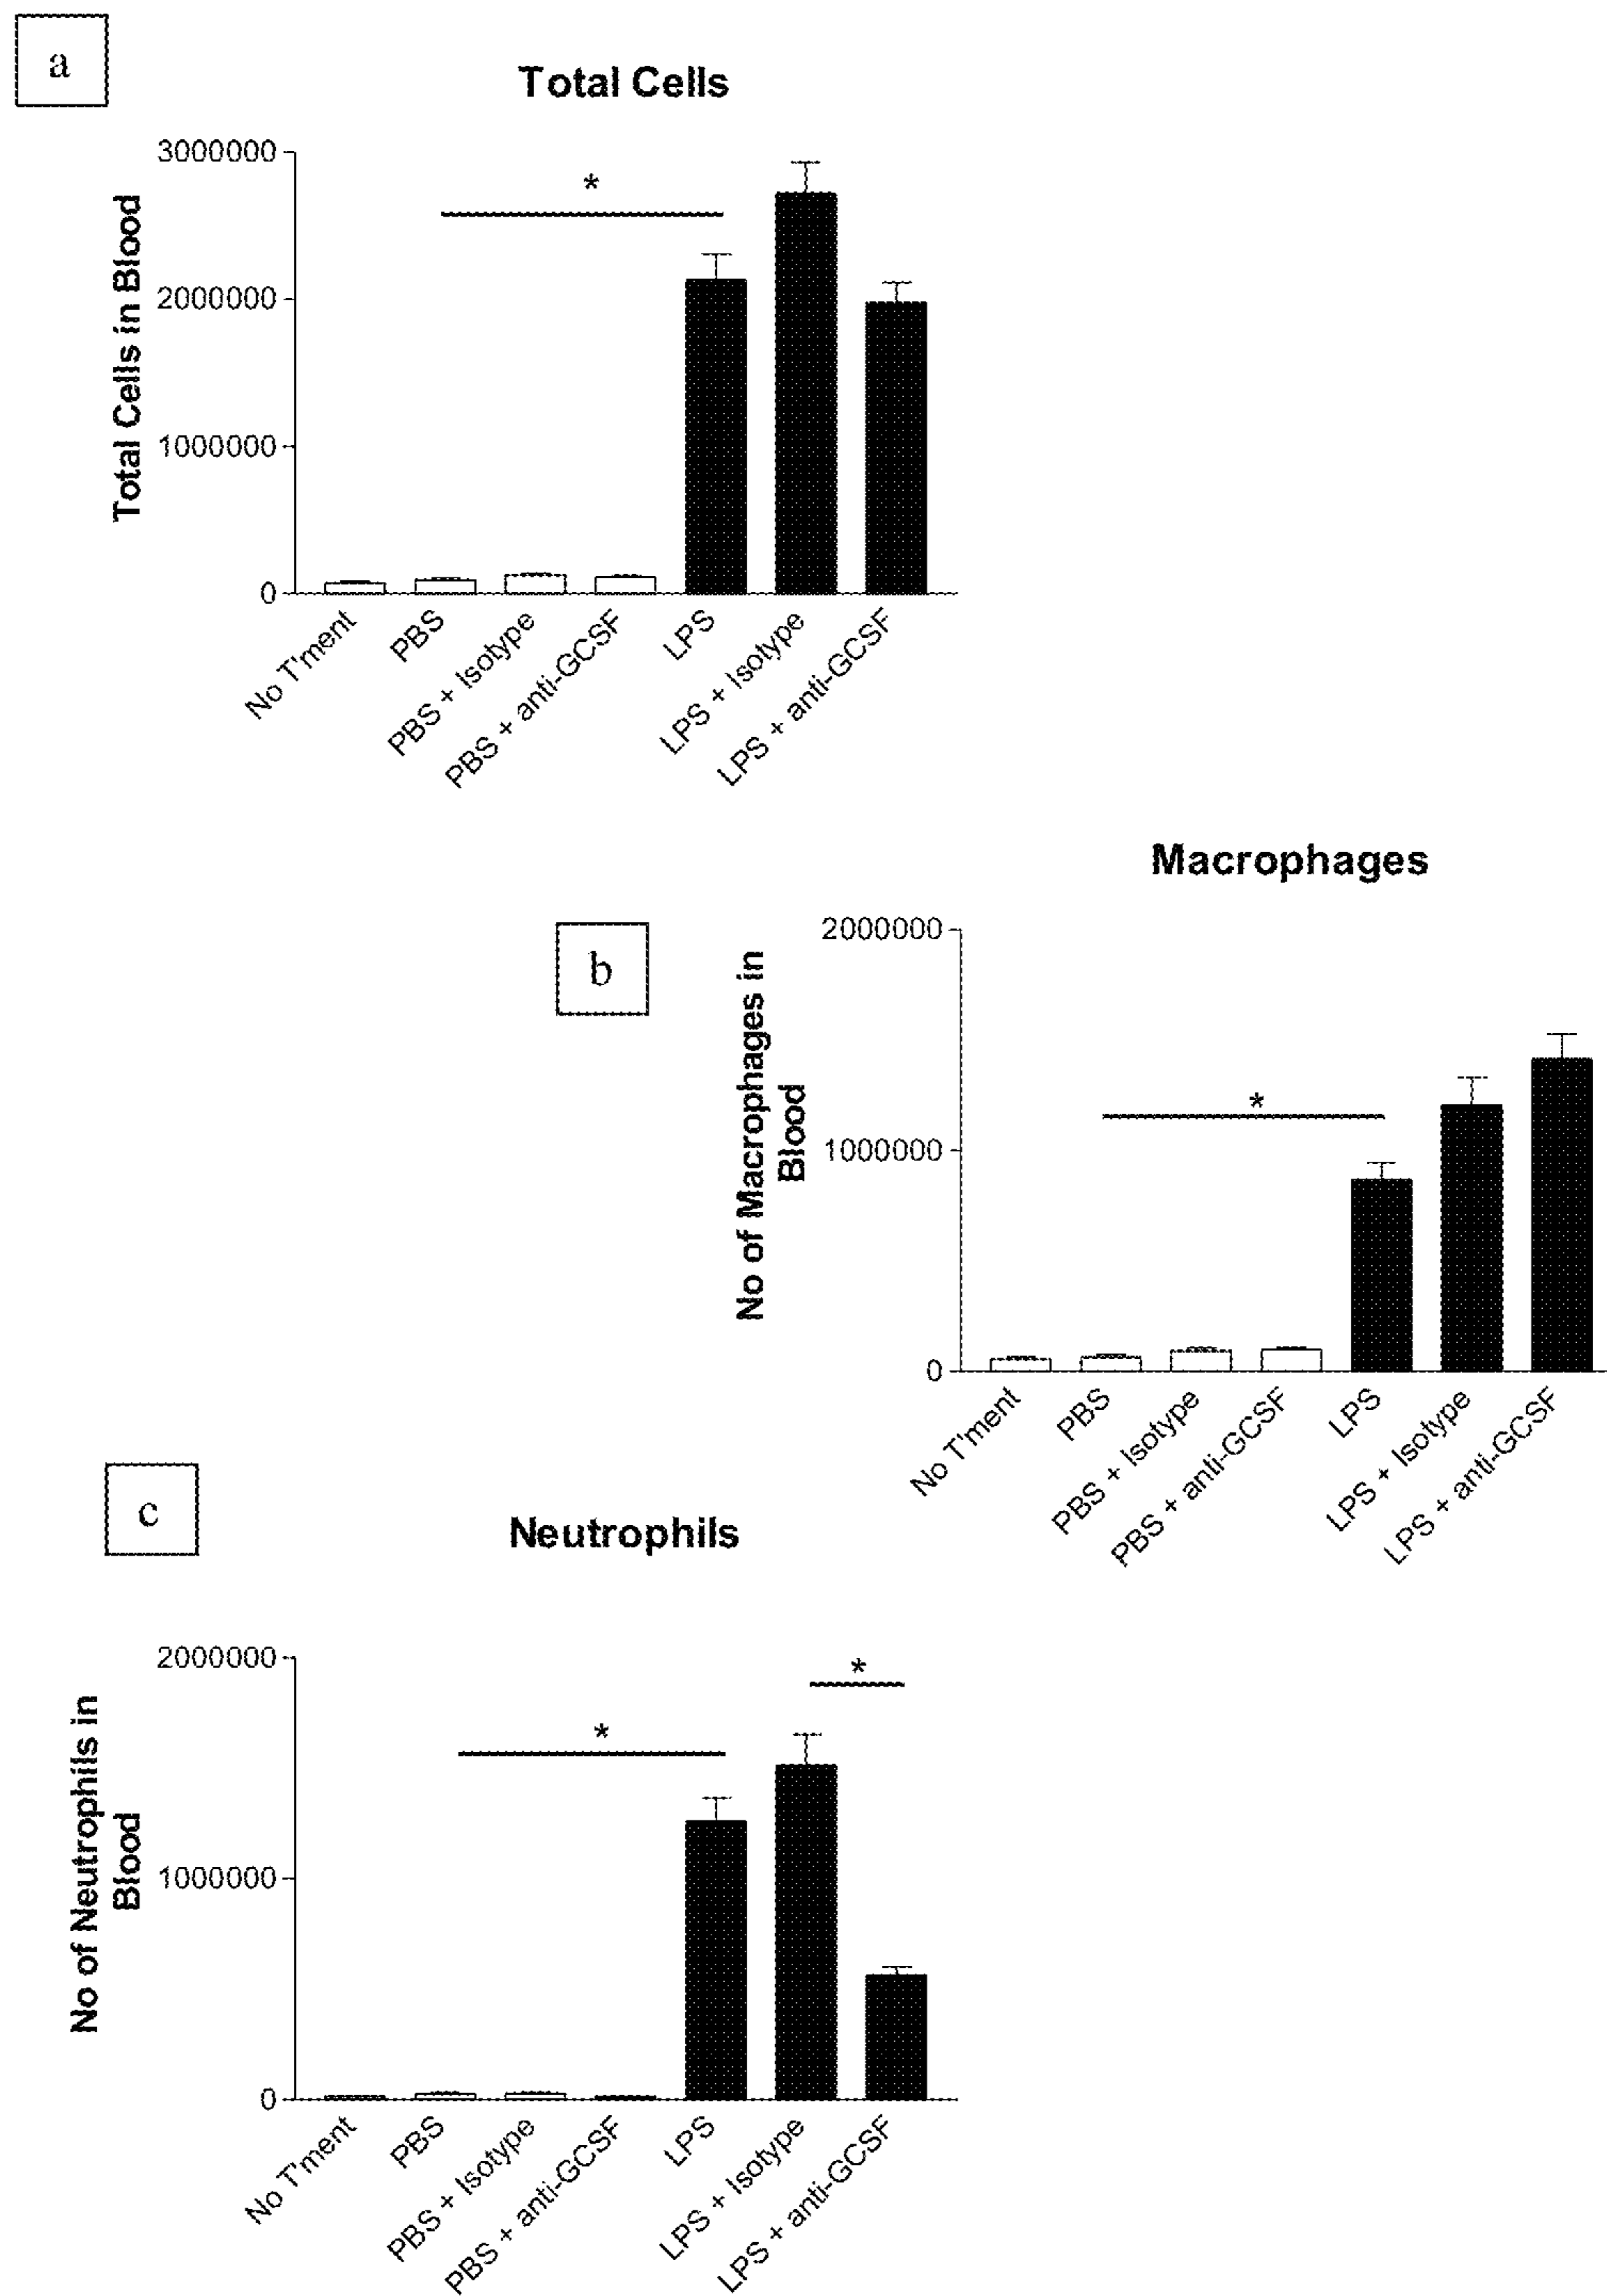 a
Total Cells
Total Cells in Blood
3000000
2000000
1000000
0
*
No T'ment
PBS
PBS + Isotype
PBS + anti-GCSF
LPS
LPS + Isotype
LPS + anti-GCSF
b
Macrophages
No of Macrophages in
Blood
2000000
1000000
0
*
No T'ment
PBS
PBS + Isotype
PBS + anti-GCSF
LPS
LPS + Isotype
LPS + anti-GCSF
c
Neutrophils
No of Neutrophils in
Blood
2000000
1000000
0
*
*
No T'ment
PBS
PBS + Isotype
PBS + anti-GCSF
LPS
LPS + Isotype
LPS + anti-GCSF